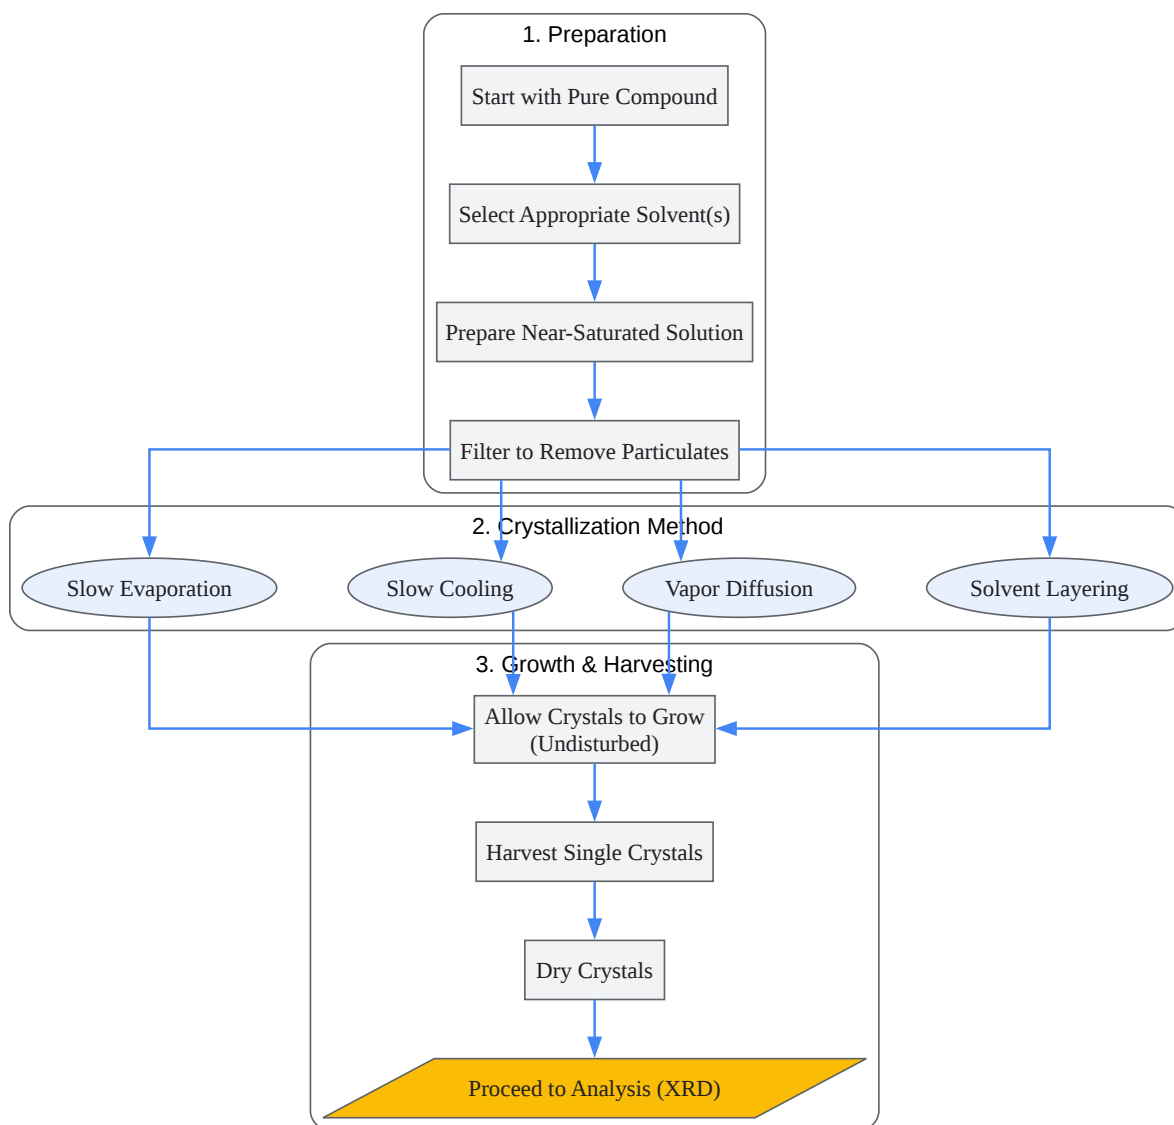 1. Preparation
Start with Pure Compound
Select Appropriate Solvent(s)
Prepare Near-Saturated Solution
Filter to Remove Particulates
2. Crystallization Method
Slow Evaporation
Slow Cooling
Vapor Diffusion
Solvent Layering
3. Growth & Harvesting
Allow Crystals to Grow
(Undisturbed)
Harvest Single Crystals
Dry Crystals
Proceed to Analysis (XRD)